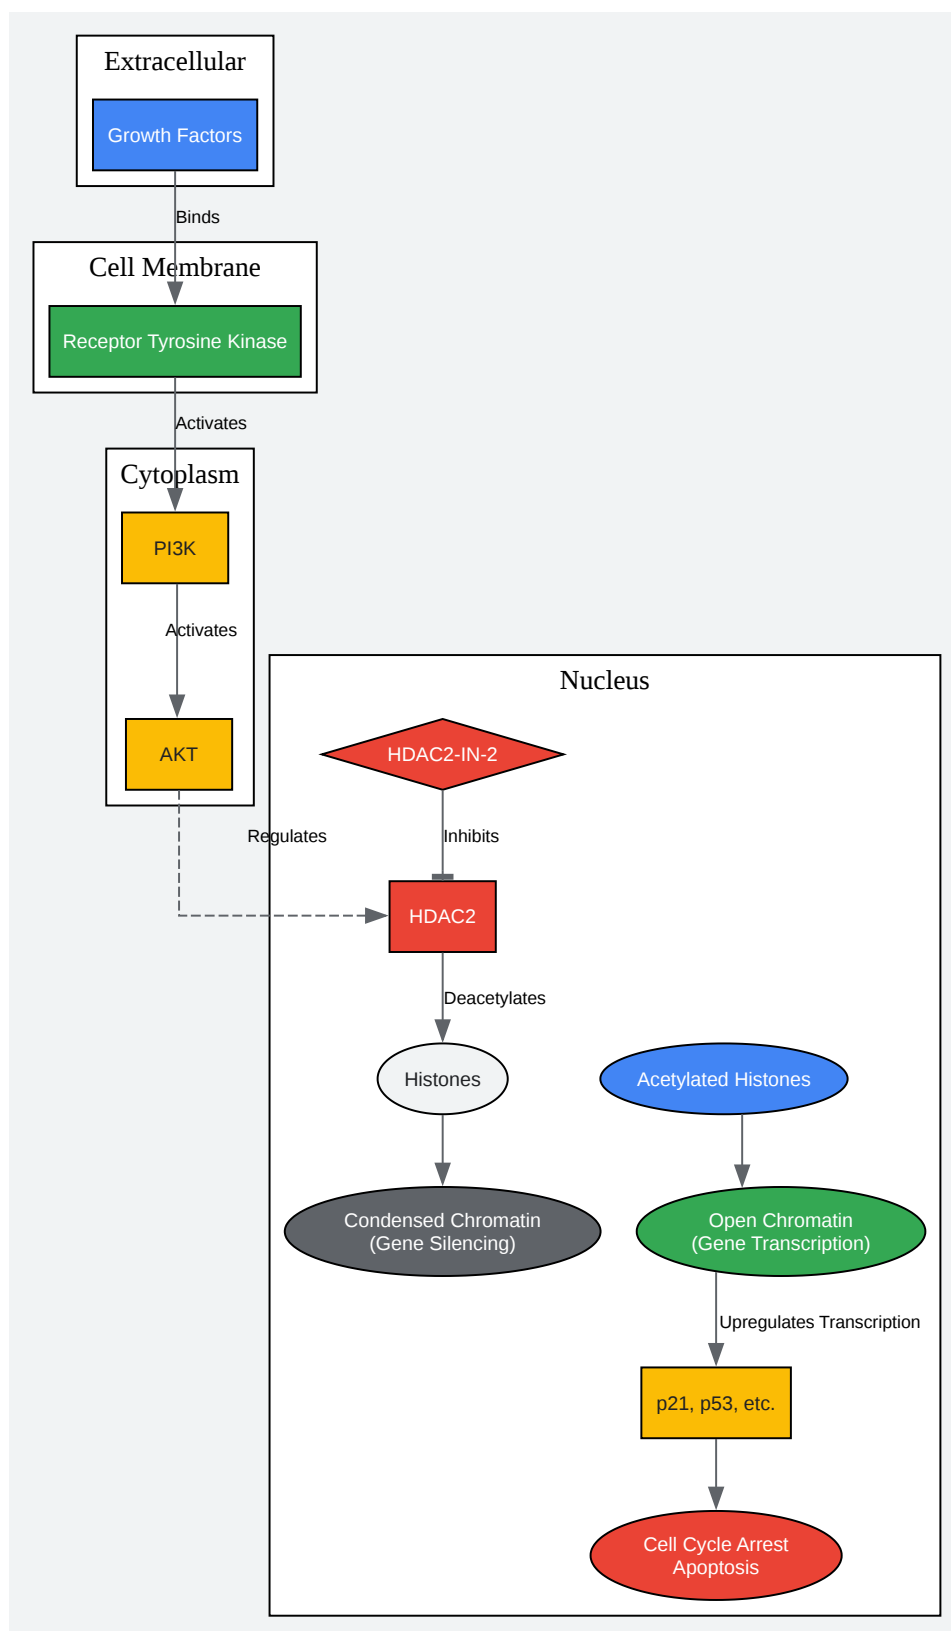 Extracellular
Growth Factors
Binds
Cell Membrane
Receptor Tyrosine Kinase
Activates
Cytoplasm
PI3K
Activates
AKT
Nucleus
HDAC2-IN-2
Regulates
Inhibits
HDAC2
Deacetylates
Histones
Acetylated Histones
Condensed Chromatin
(Gene Silencing)
Open Chromatin
(Gene Transcription)
Upregulates Transcription
p21, p53, etc.
Cell Cycle Arrest
Apoptosis